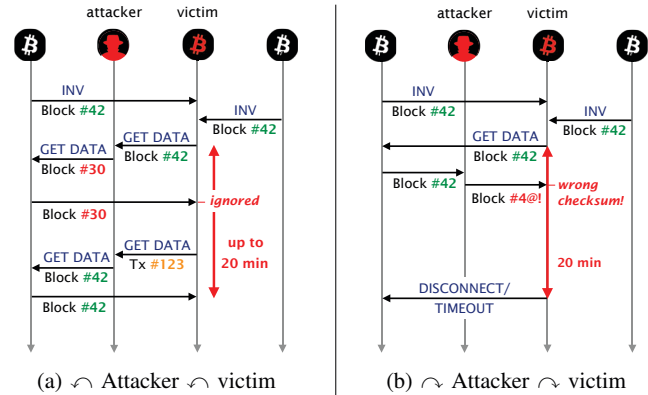 attacker victim
INV
Block #42
INV
Block #42
GET DATA
Block #42
GET DATA
Block #30
Block #30
ignored
up to
20 min
GET DATA
Tx #123
GET DATA
Block #42
Block #42
(a) ↶ Attacker ↶ victim
attacker victim
INV
Block #42
INV
Block #42
GET DATA
Block #42
Block #42
Block #4@!
wrong
checksum!
20 min
DISCONNECT/
TIMEOUT
(b) ↷ Attacker ↷ victim